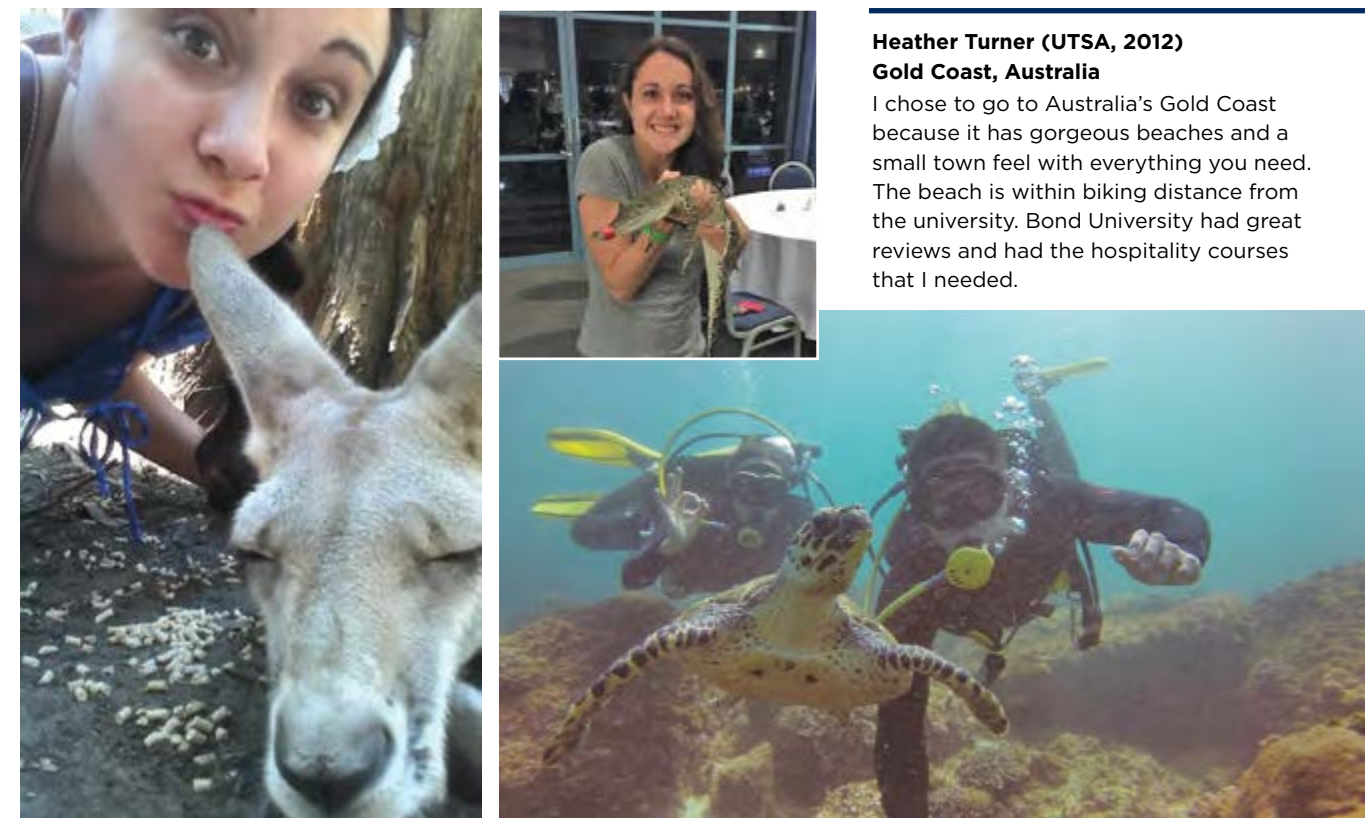 Heather Turner (UTSA, 2012)
Gold Coast, Australia
I chose to go to Australia’s Gold Coast
because it has gorgeous beaches and a
small town feel with everything you need.
The beach is within biking distance from
the university. Bond University had great
reviews and had the hospitality courses
that I needed.